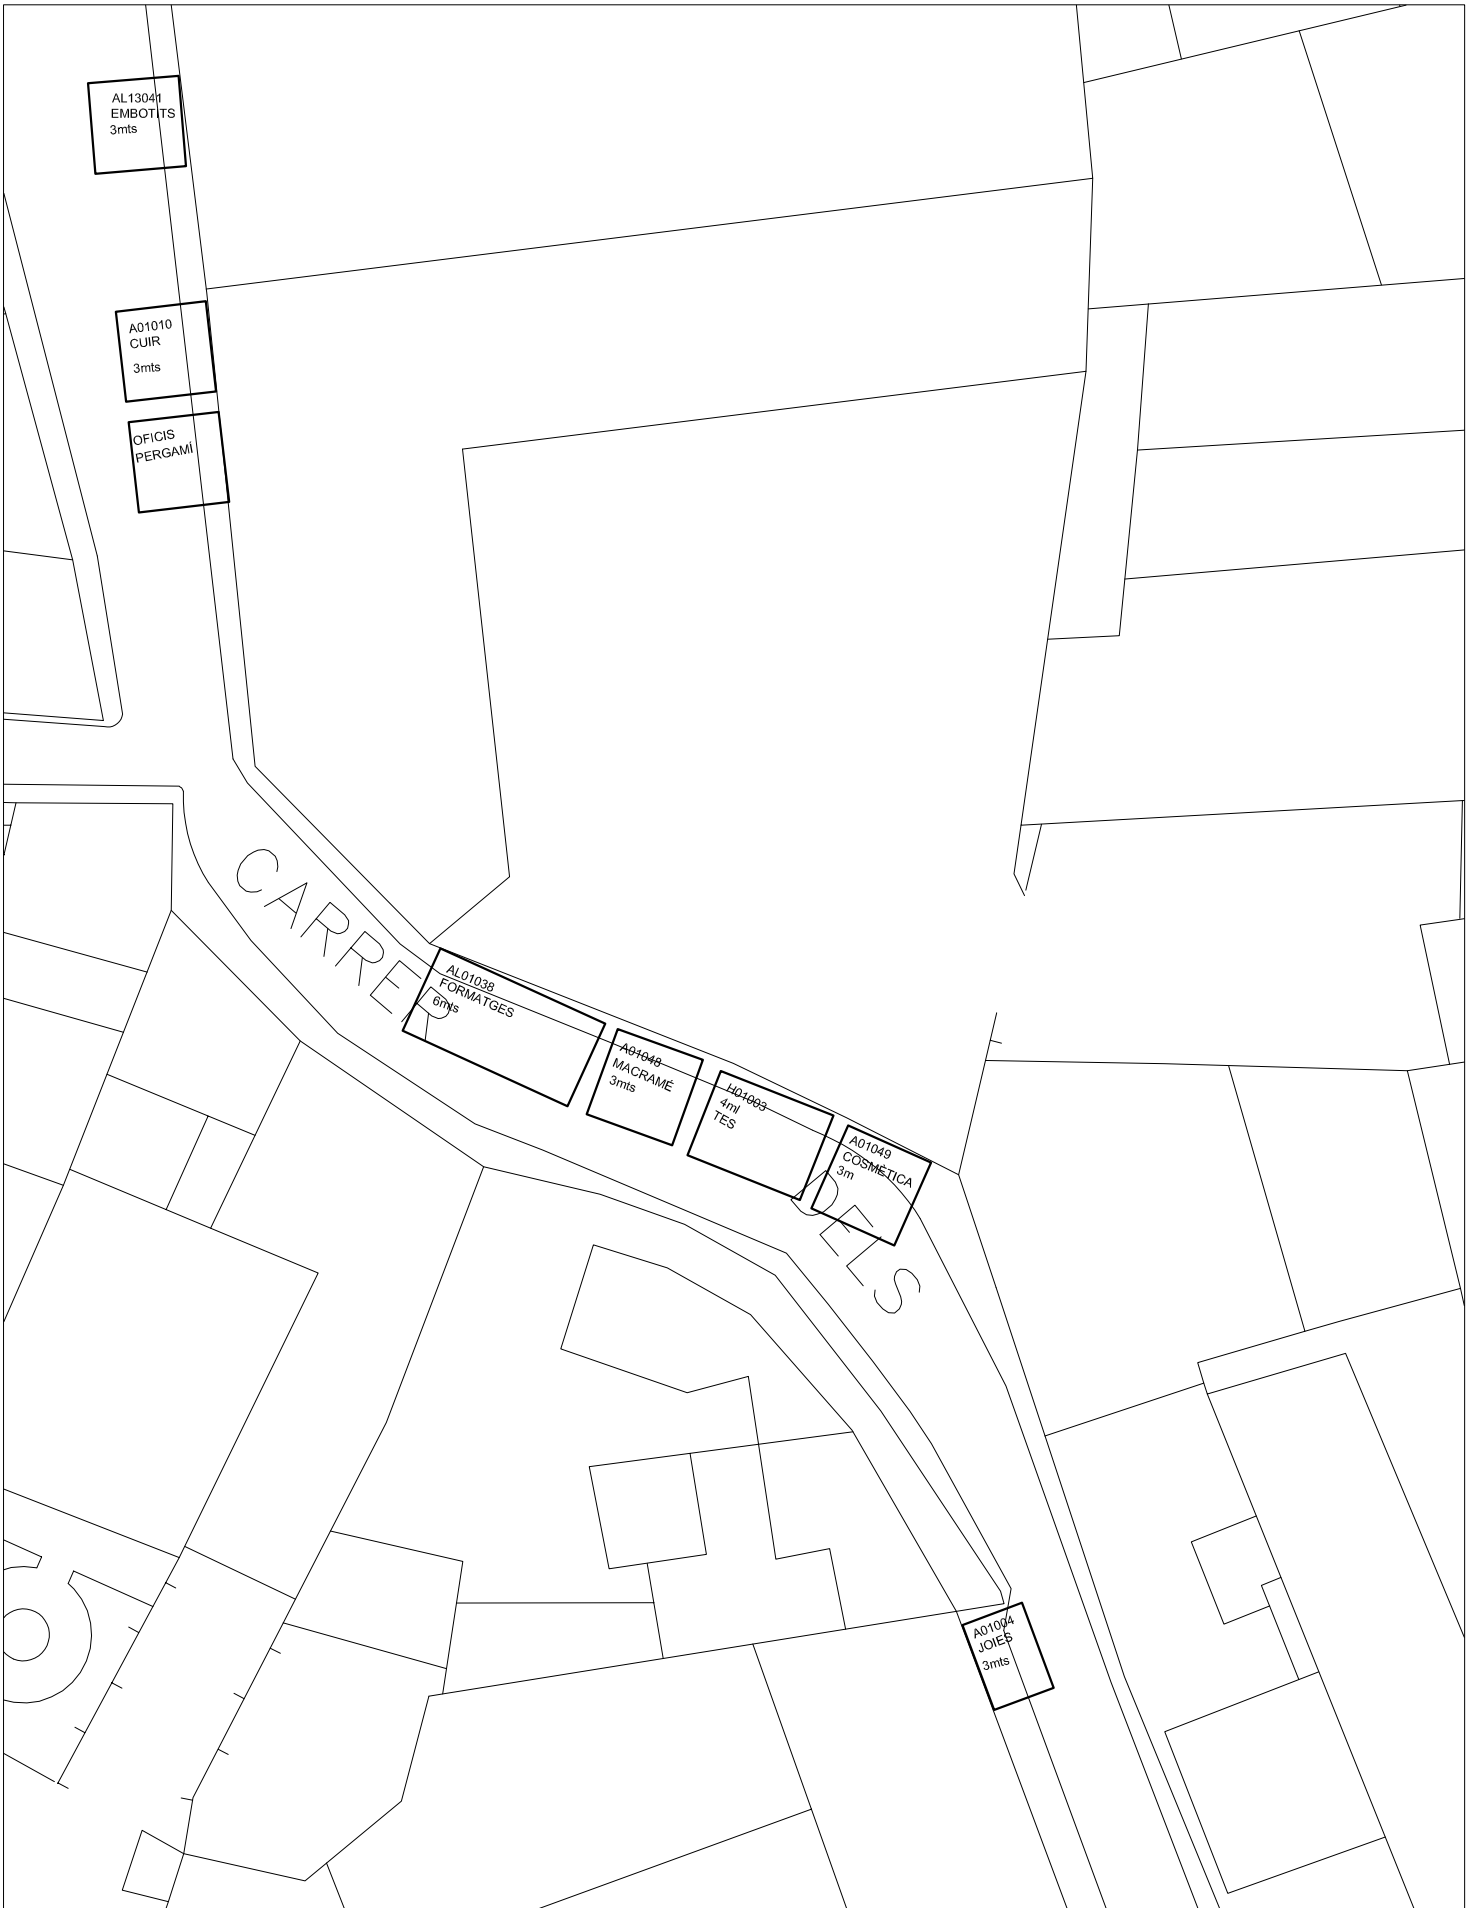 AL13041
EMBOTITS
3mts
A01010
CUIR
3mts
OFICIS
PERGAMÍ
CARRER
AL01038
FORMATGES
6mts
A01048
MACRAMÉ
3mts
H01003
4ml
TES
A01049
COSMÈTICA
3m
DELS
A01004
JOIES
3mts